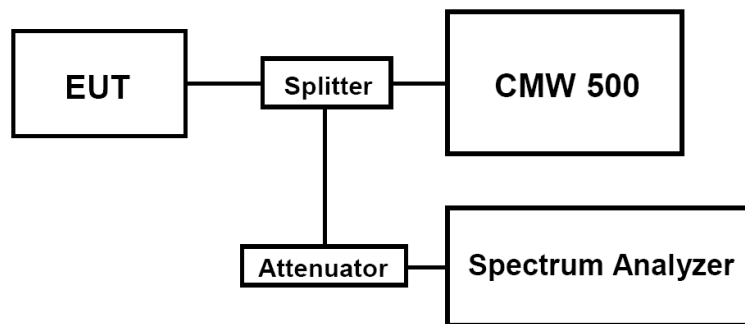 EUT
Splitter
CMW 500
Attenuator
Spectrum Analyzer